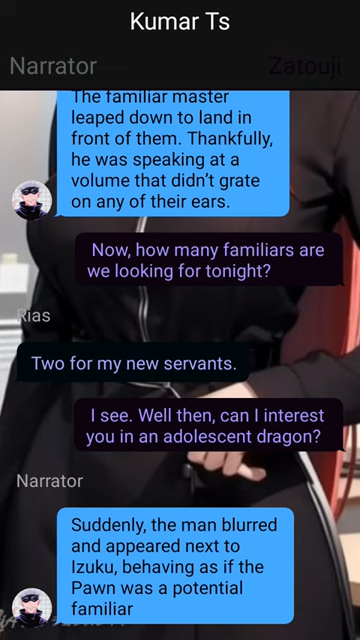 Kumar Ts
Narrator
Zatouji
The familiar master
leaped down to land in
front of them. Thankfully,
he was speaking at a
volume that didn’t grate
on any of their ears.
Now, how many familiars are
we looking for tonight?
Rias
Two for my new servants.
I see. Well then, can I interest
you in an adolescent dragon?
Narrator
Suddenly, the man blurred
and appeared next to
Izuku, behaving as if the
Pawn was a potential
familiar